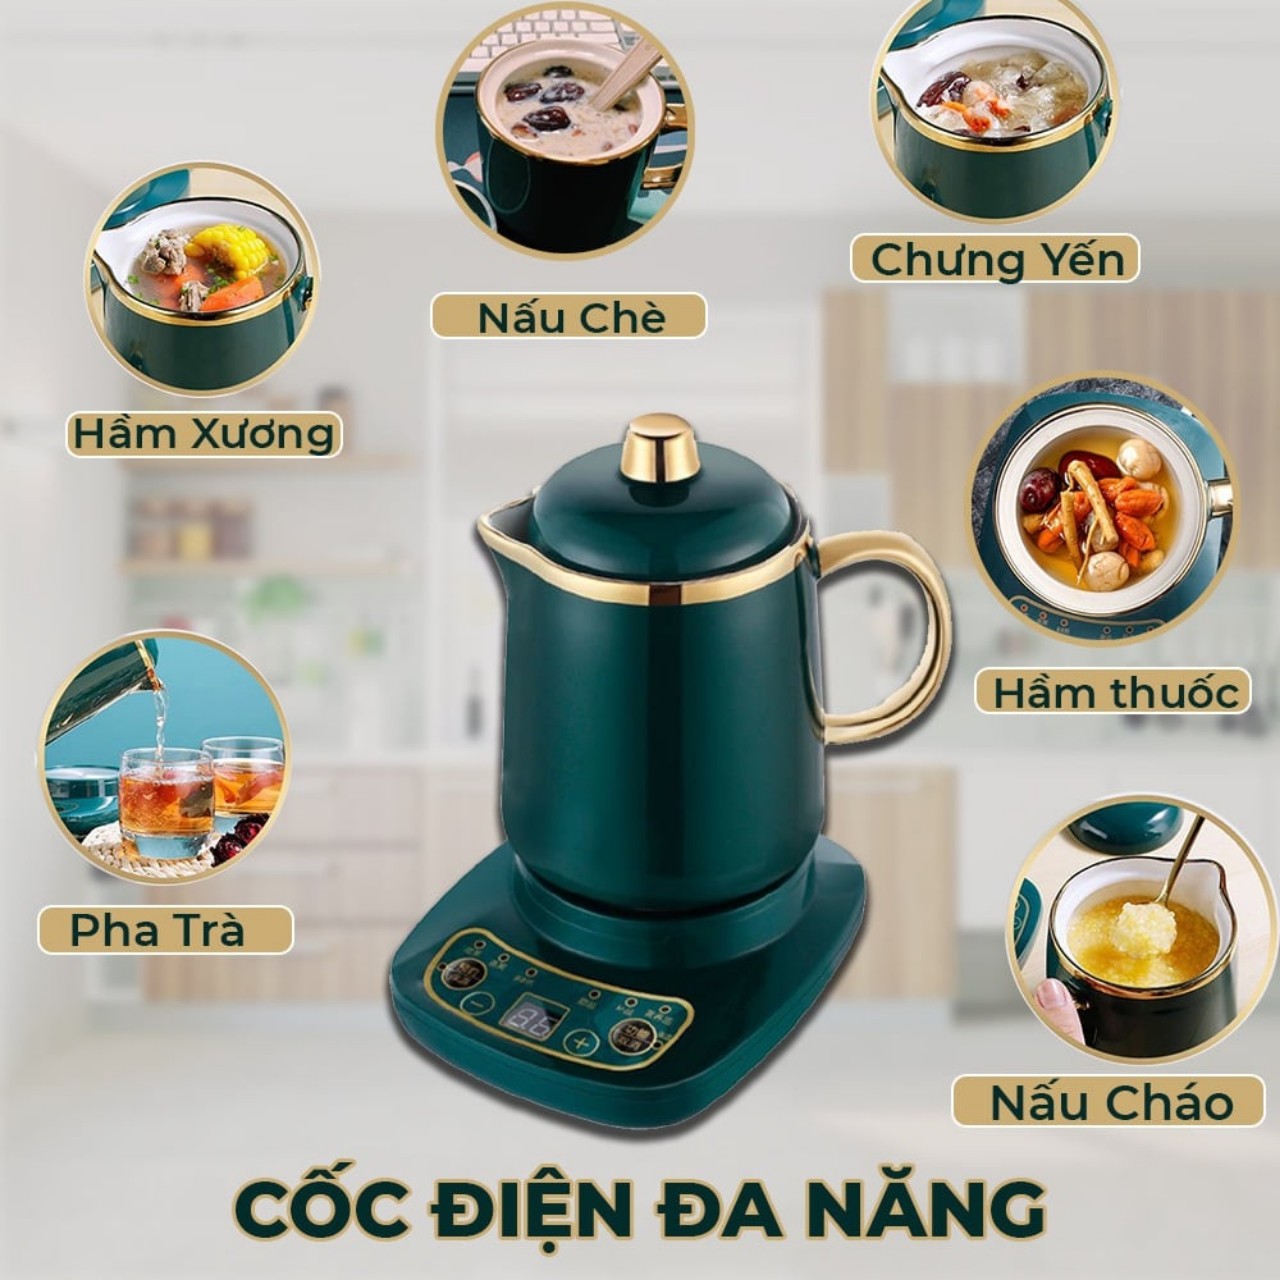 Nấu Chè
Chưng Yến
Hầm Xương
Hầm thuốc
Pha Trà
Nấu Cháo
CỐC ĐIỆN ĐA NĂNG